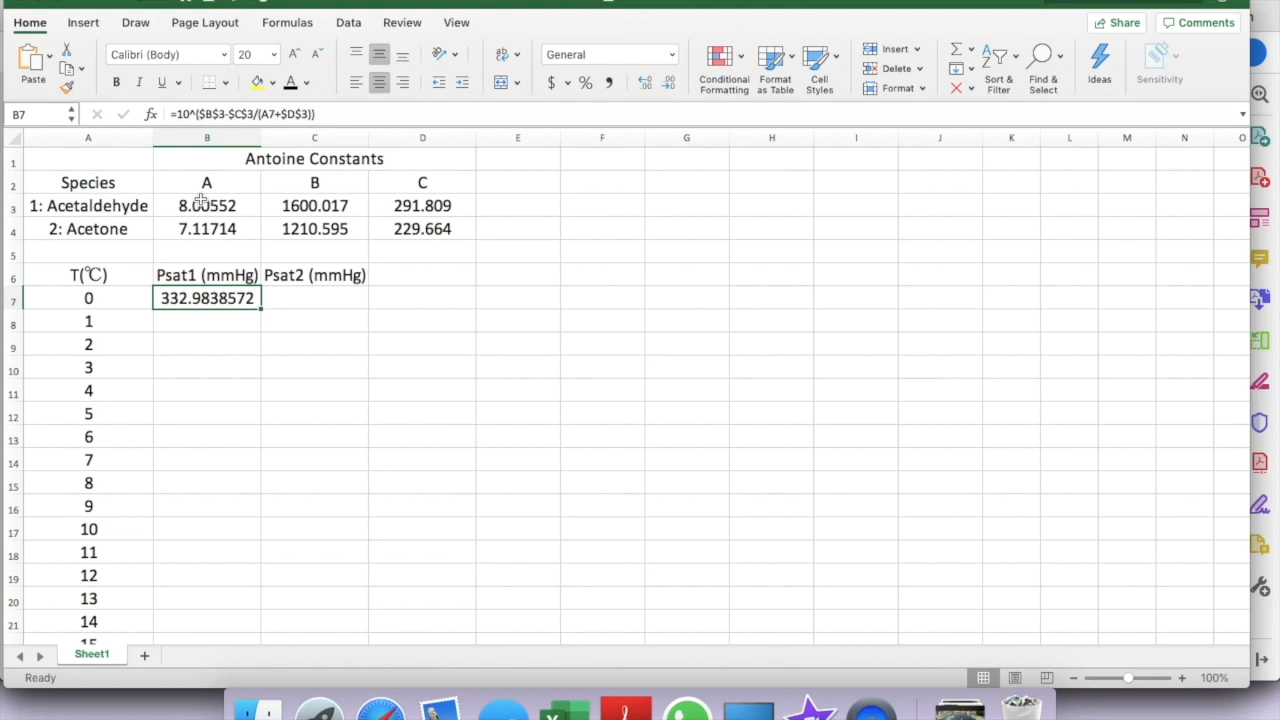 Home Insert Draw Page Layout Formulas Data Review View Share Comments
Paste Calibri (Body) 20 A A General Insert
B I U A $ % Delete
Conditional Formatting Format as Table Cell Styles Format Sort & Filter Find & Select Ideas Sensitivity
B7 fx =10^($B$3-$C$3/(A7+$D$3))
A B C D E F G H I J K L M N O
1 Antoine Constants
2 Species A B C
3 1: Acetaldehyde 8.00552 1600.017 291.809
4 2: Acetone 7.11714 1210.595 229.664
5
6 T(℃) Psat1 (mmHg) Psat2 (mmHg)
7 0 332.9838572
8 1
9 2
10 3
11 4
12 5
13 6
14 7
15 8
16 9
17 10
18 11
19 12
20 13
21 14
15
Sheet1
Ready 100%